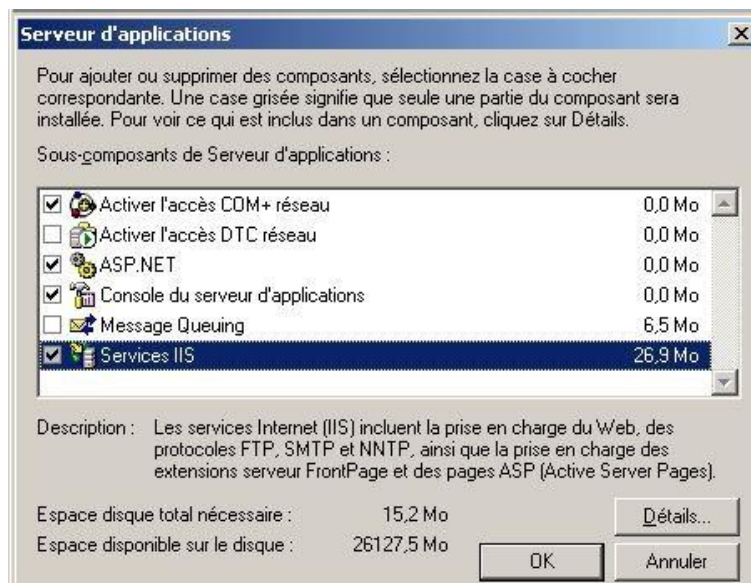 Serveur d'applications
Pour ajouter ou supprimer des composants, sélectionnez la case à cocher
correspondante. Une case grisée signifie que seule une partie du composant sera
installée. Pour voir ce qui est inclus dans un composant, cliquez sur Détails.
Sous-composants de Serveur d'applications :
Activer l'accès COM+ réseau 0,0 Mo
Activer l'accès DTC réseau 0,0 Mo
ASP.NET 0,0 Mo
Console du serveur d'applications 0,0 Mo
Message Queuing 6,5 Mo
Services IIS 26,9 Mo
Description : Les services Internet (IIS) incluent la prise en charge du Web, des
protocoles FTP, SMTP et NNTP, ainsi que la prise en charge des
extensions serveur FrontPage et des pages ASP (Active Server Pages).
Espace disque total nécessaire : 15,2 Mo
Détails...
Espace disponible sur le disque : 26127,5 Mo
OK Annuler